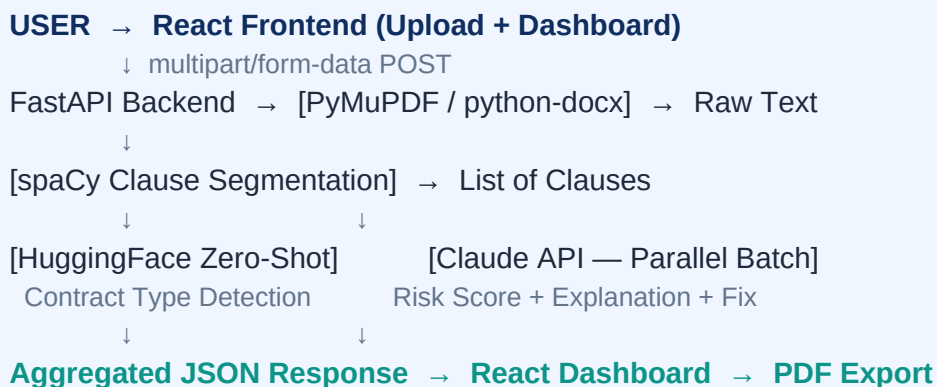 USER → React Frontend (Upload + Dashboard)
↓ multipart/form-data POST
FastAPI Backend → [PyMuPDF / python-docx] → Raw Text
↓
[spaCy Clause Segmentation] → List of Clauses
↓ ↓
[HuggingFace Zero-Shot] [Claude API — Parallel Batch]
Contract Type Detection Risk Score + Explanation + Fix
↓ ↓
Aggregated JSON Response → React Dashboard → PDF Export